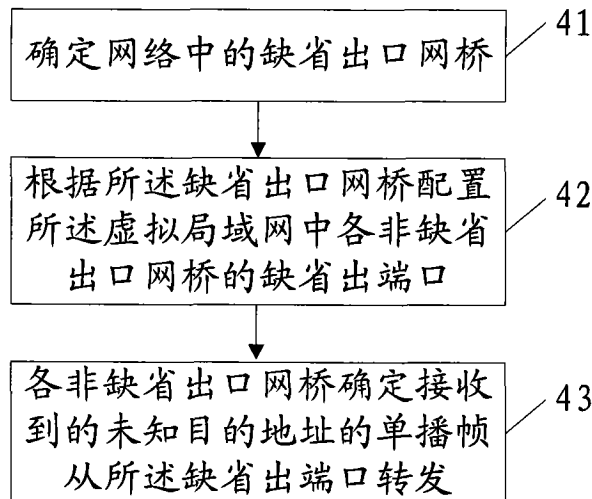 确定网络中的缺省出口网桥
41
根据所述缺省出口网桥配置
所述虚拟局域网中各非缺省
出口网桥的缺省出端口
42
各非缺省出口网桥确定接收
到的未知目的地址的单播帧
从所述缺省出端口转发
43